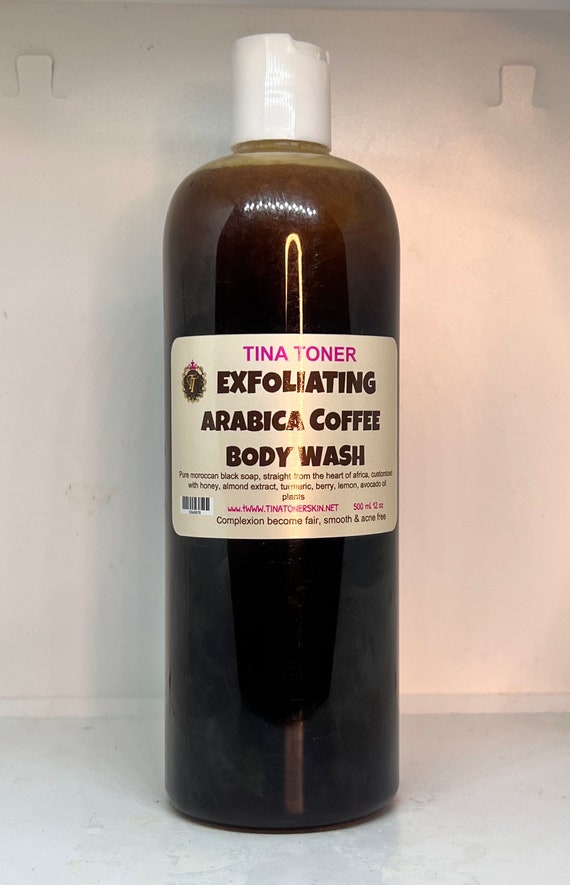 TINA TONER
EXFOLIATING
ARABICA COFFEE
BODY WASH
Pure moroccan black soap, straight from the heart of africa, customized
with honey, almond extract, turmeric, berry, lemon, avocado oil
plants
www.fWWW.TINATONERSKIN.NET 500 ml 12 oz
Complexion become fair, smooth & acne free